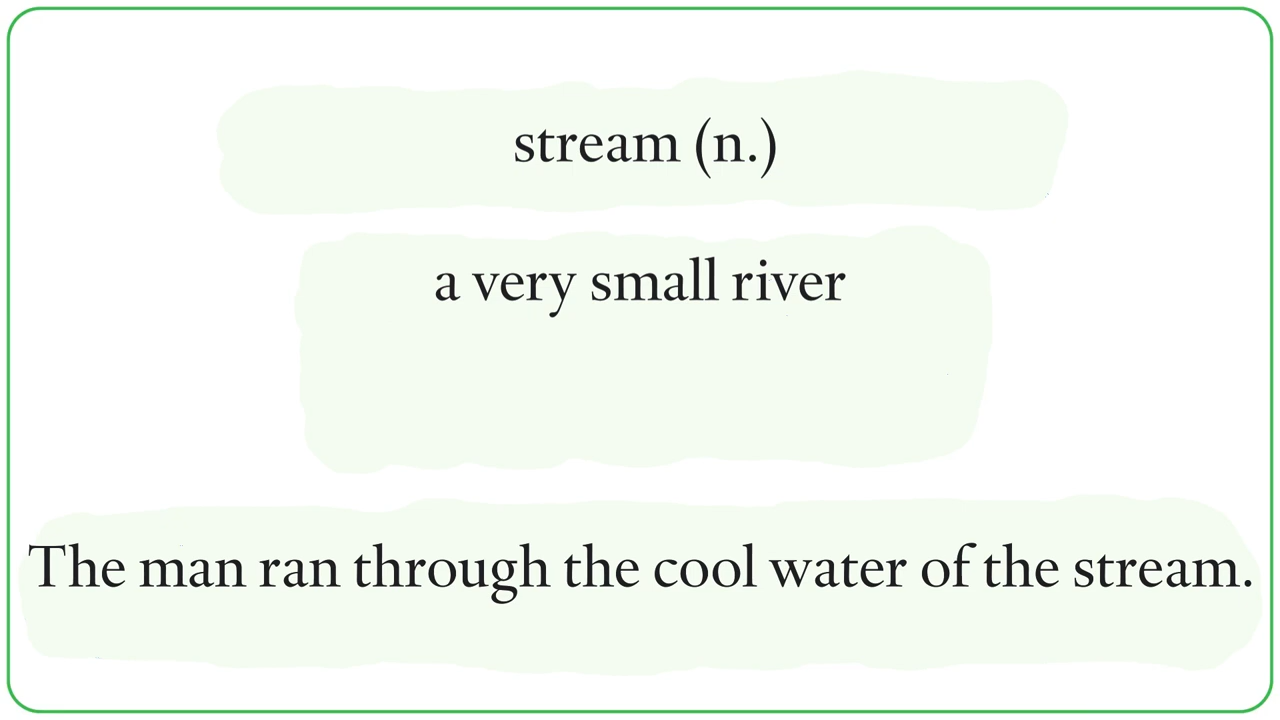 stream (n.)
a very small river
The man ran through the cool water of the stream.